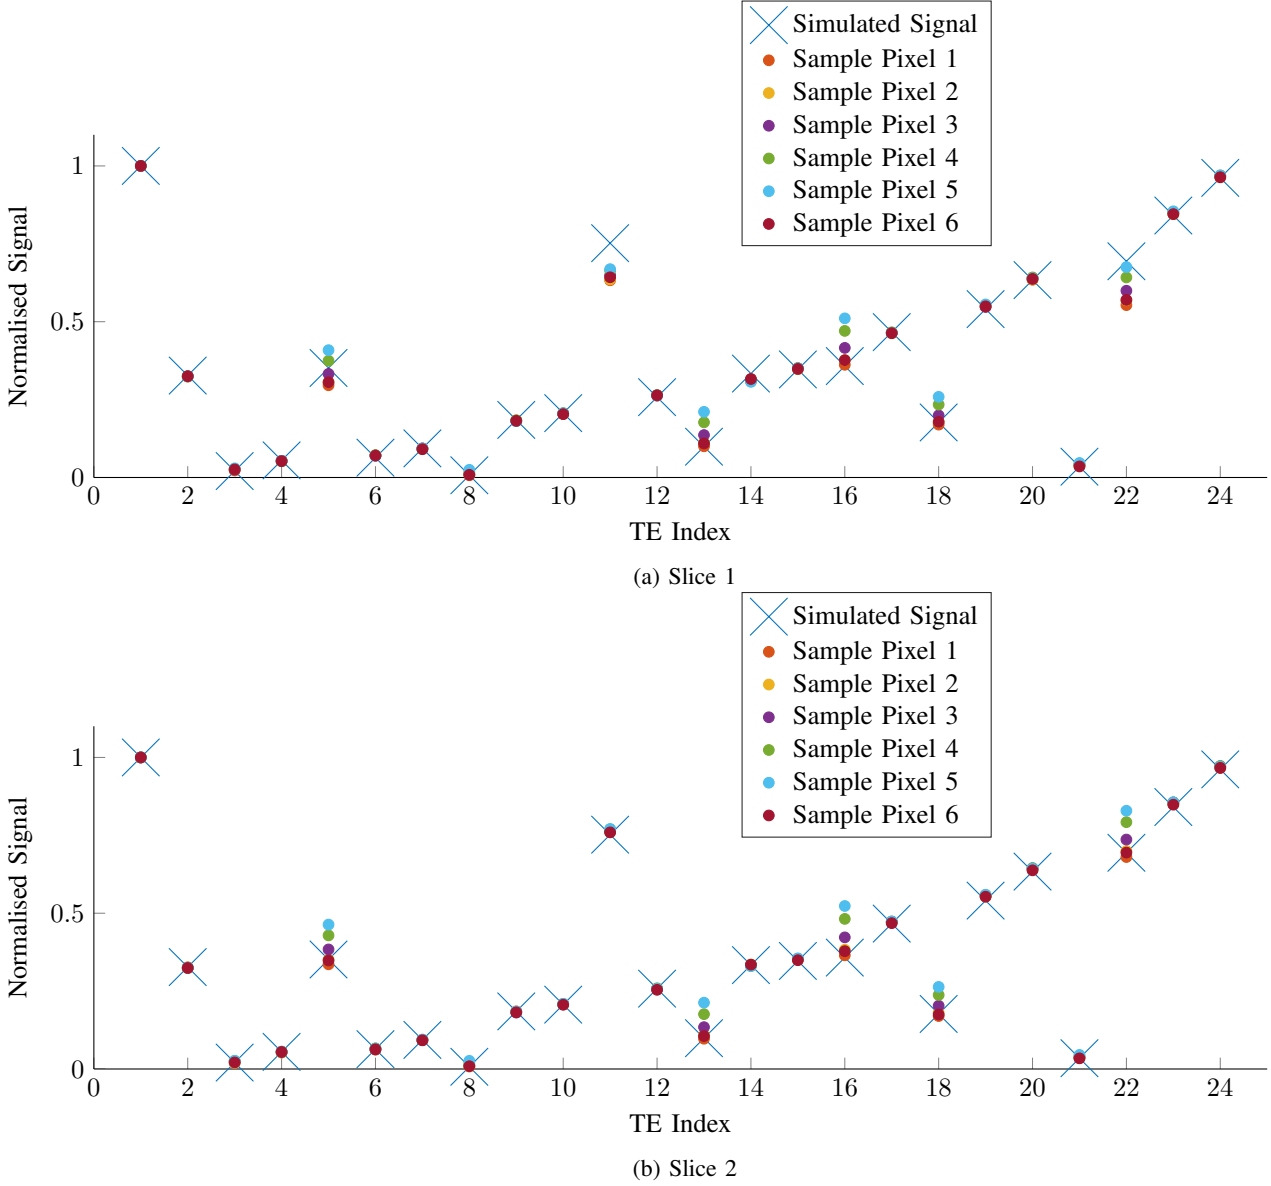 Simulated Signal
Sample Pixel 1
Sample Pixel 2
Sample Pixel 3
Sample Pixel 4
Sample Pixel 5
Sample Pixel 6
Normalised Signal
1
0.5
0
0 2 4 6 8 10 12 14 16 18 20 22 24
TE Index
(a) Slice 1
Simulated Signal
Sample Pixel 1
Sample Pixel 2
Sample Pixel 3
Sample Pixel 4
Sample Pixel 5
Sample Pixel 6
Normalised Signal
1
0.5
0
0 2 4 6 8 10 12 14 16 18 20 22 24
TE Index
(b) Slice 2